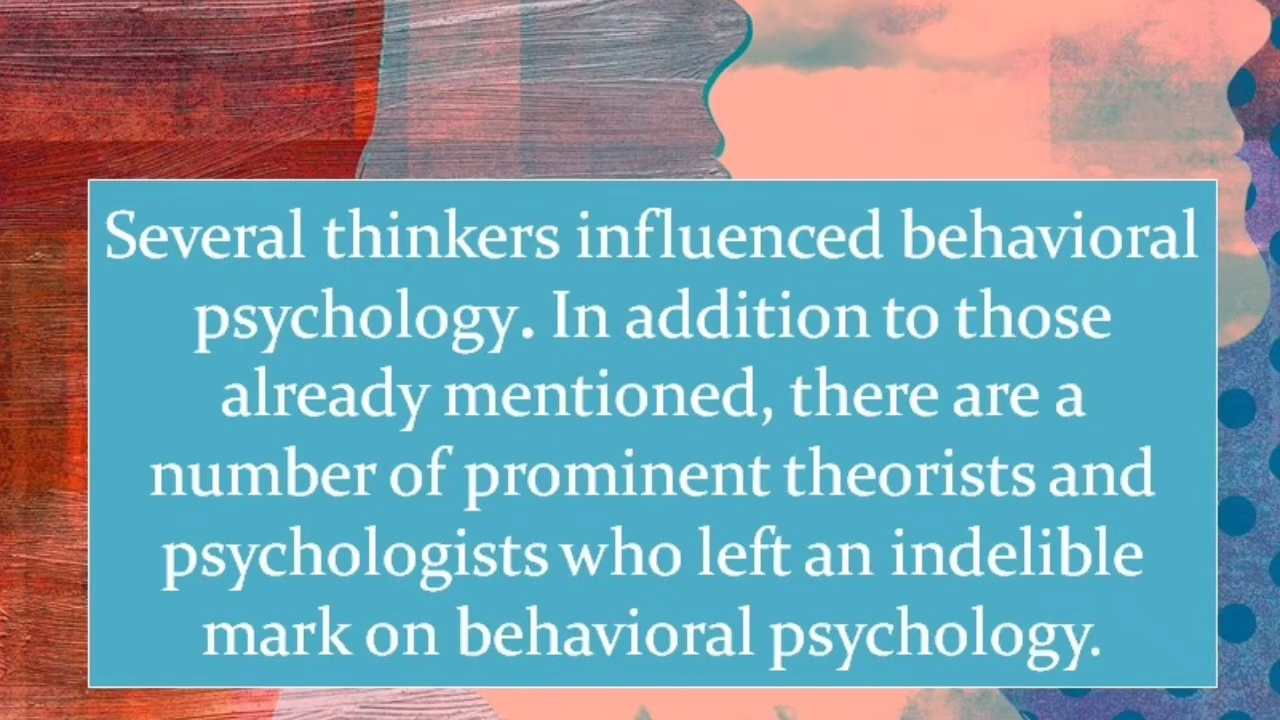 Several thinkers influenced behavioral
psychology. In addition to those
already mentioned, there are a
number of prominent theorists and
psychologists who left an indelible
mark on behavioral psychology.